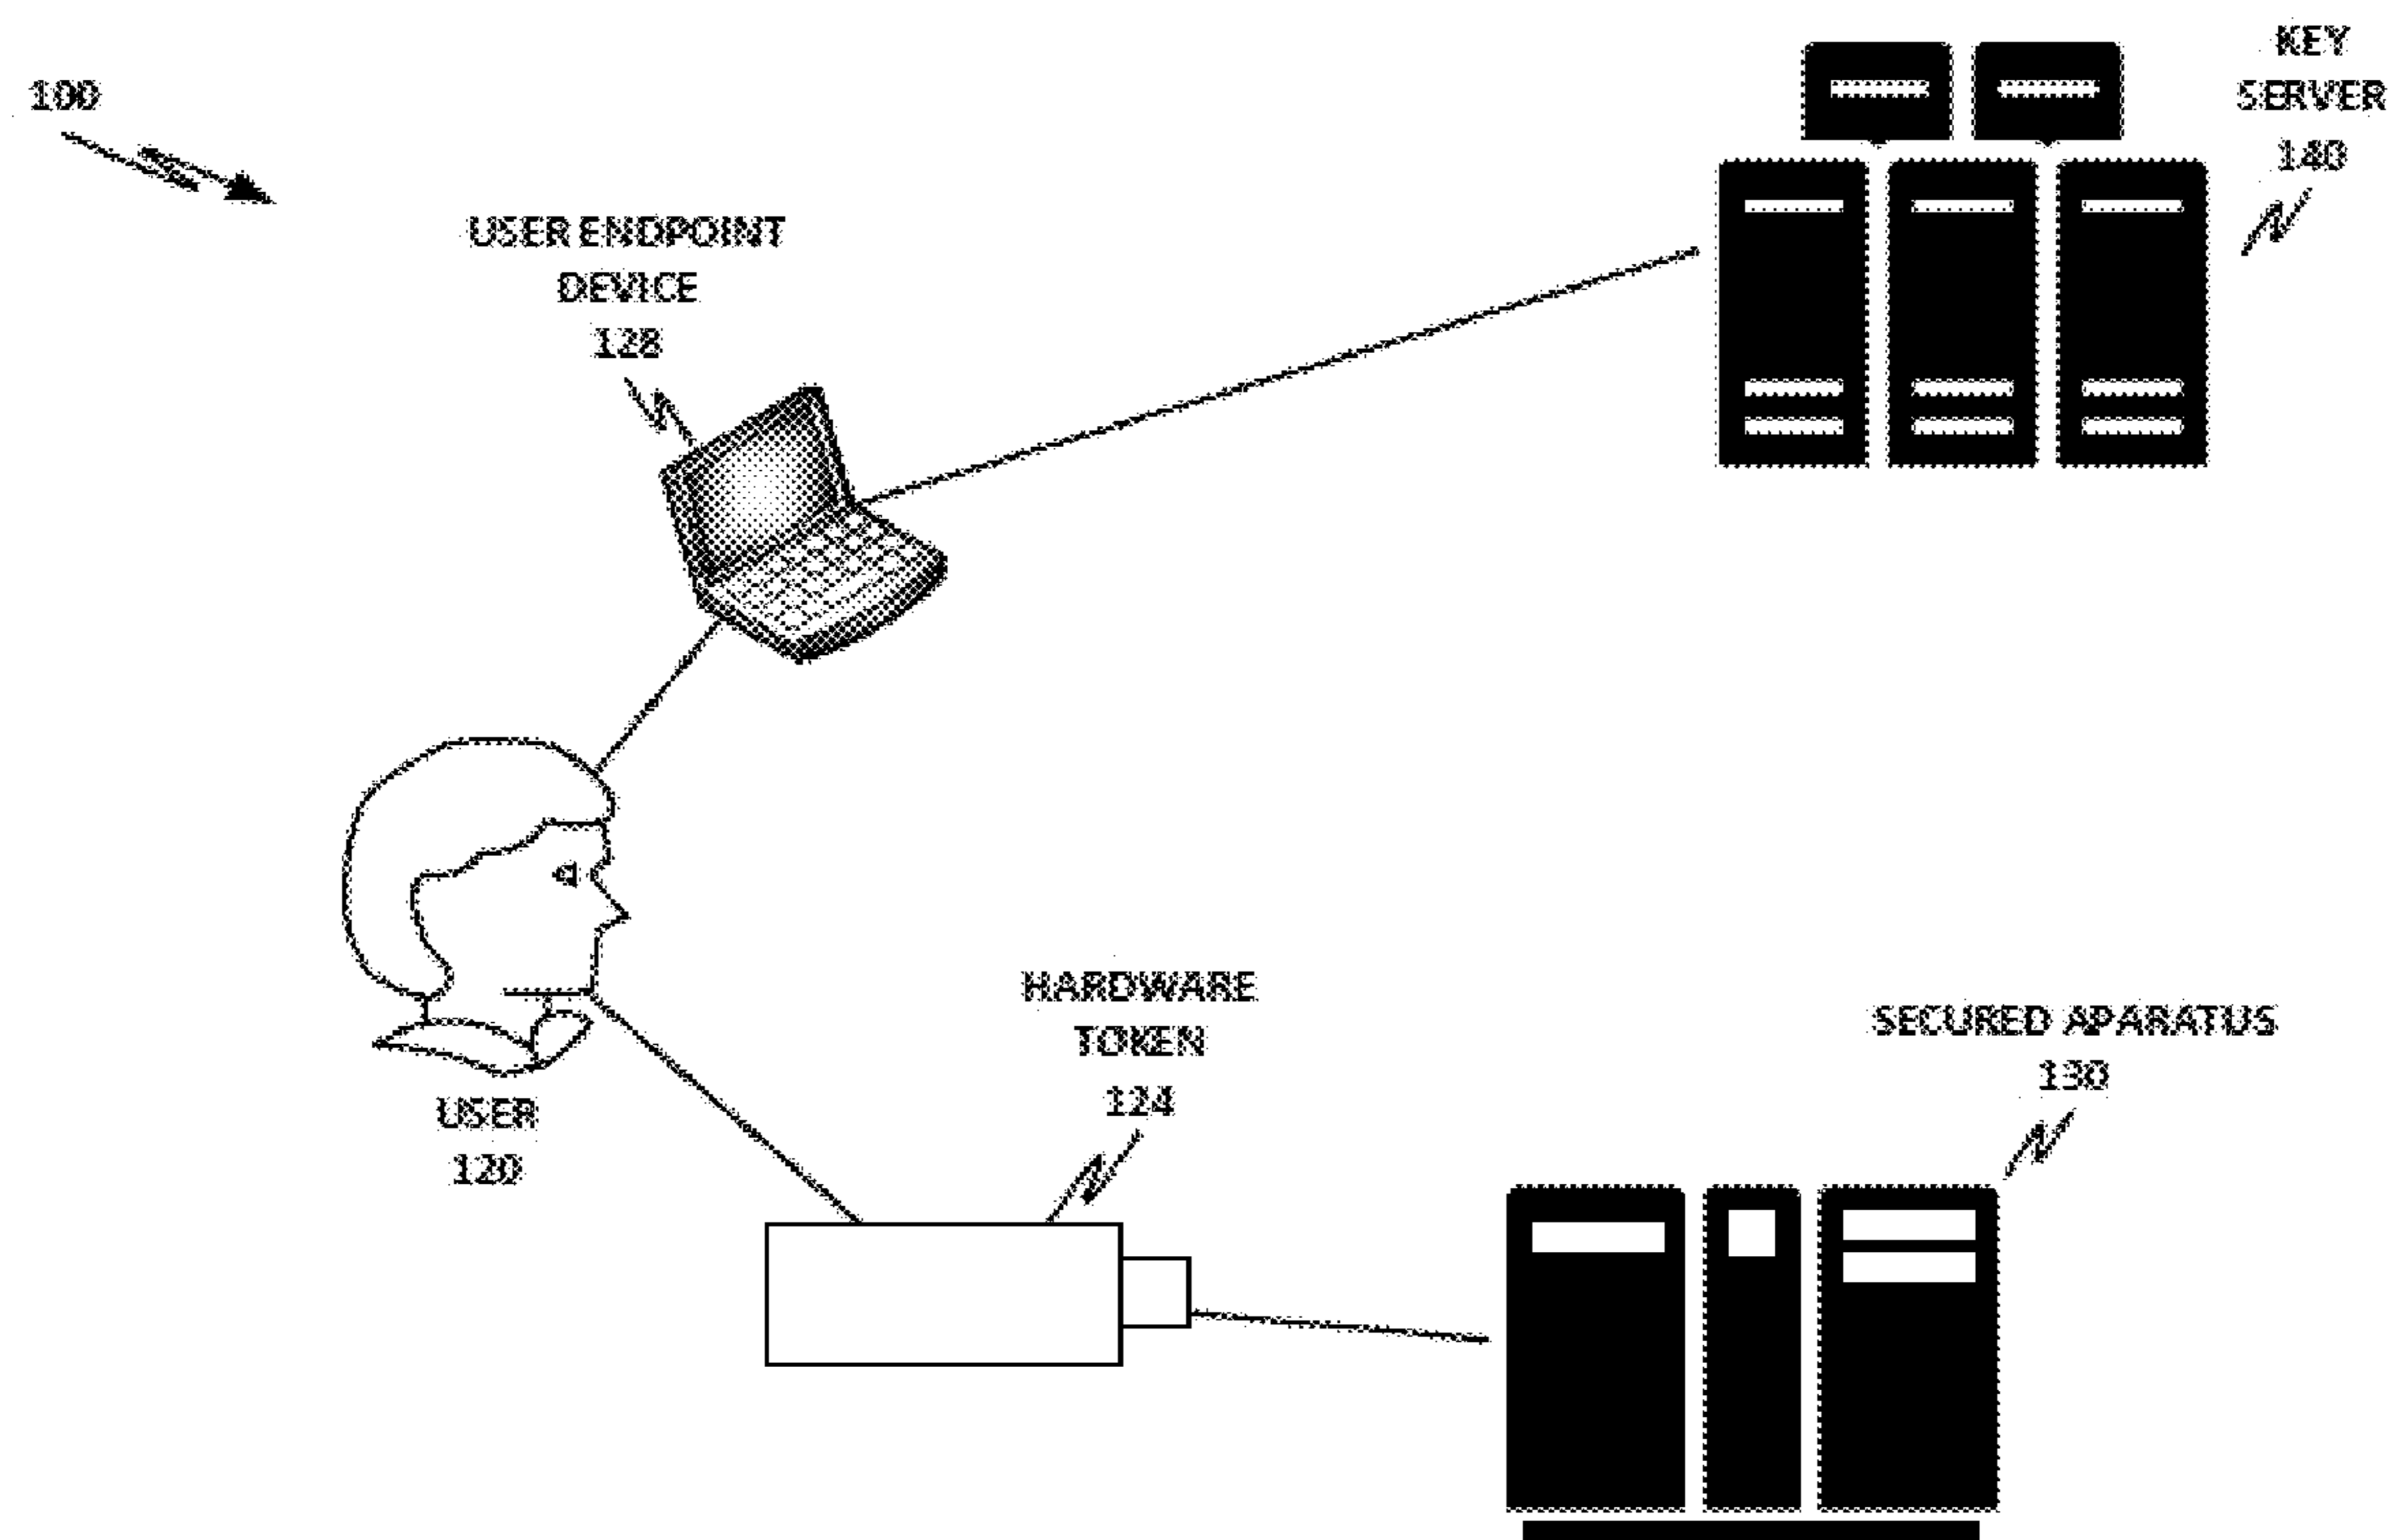 100
KEY
SERVER
140
USER ENDPOINT
DEVICE
128
HARDWARE
TOKEN
124
SECURED APARATUS
130
USER
120